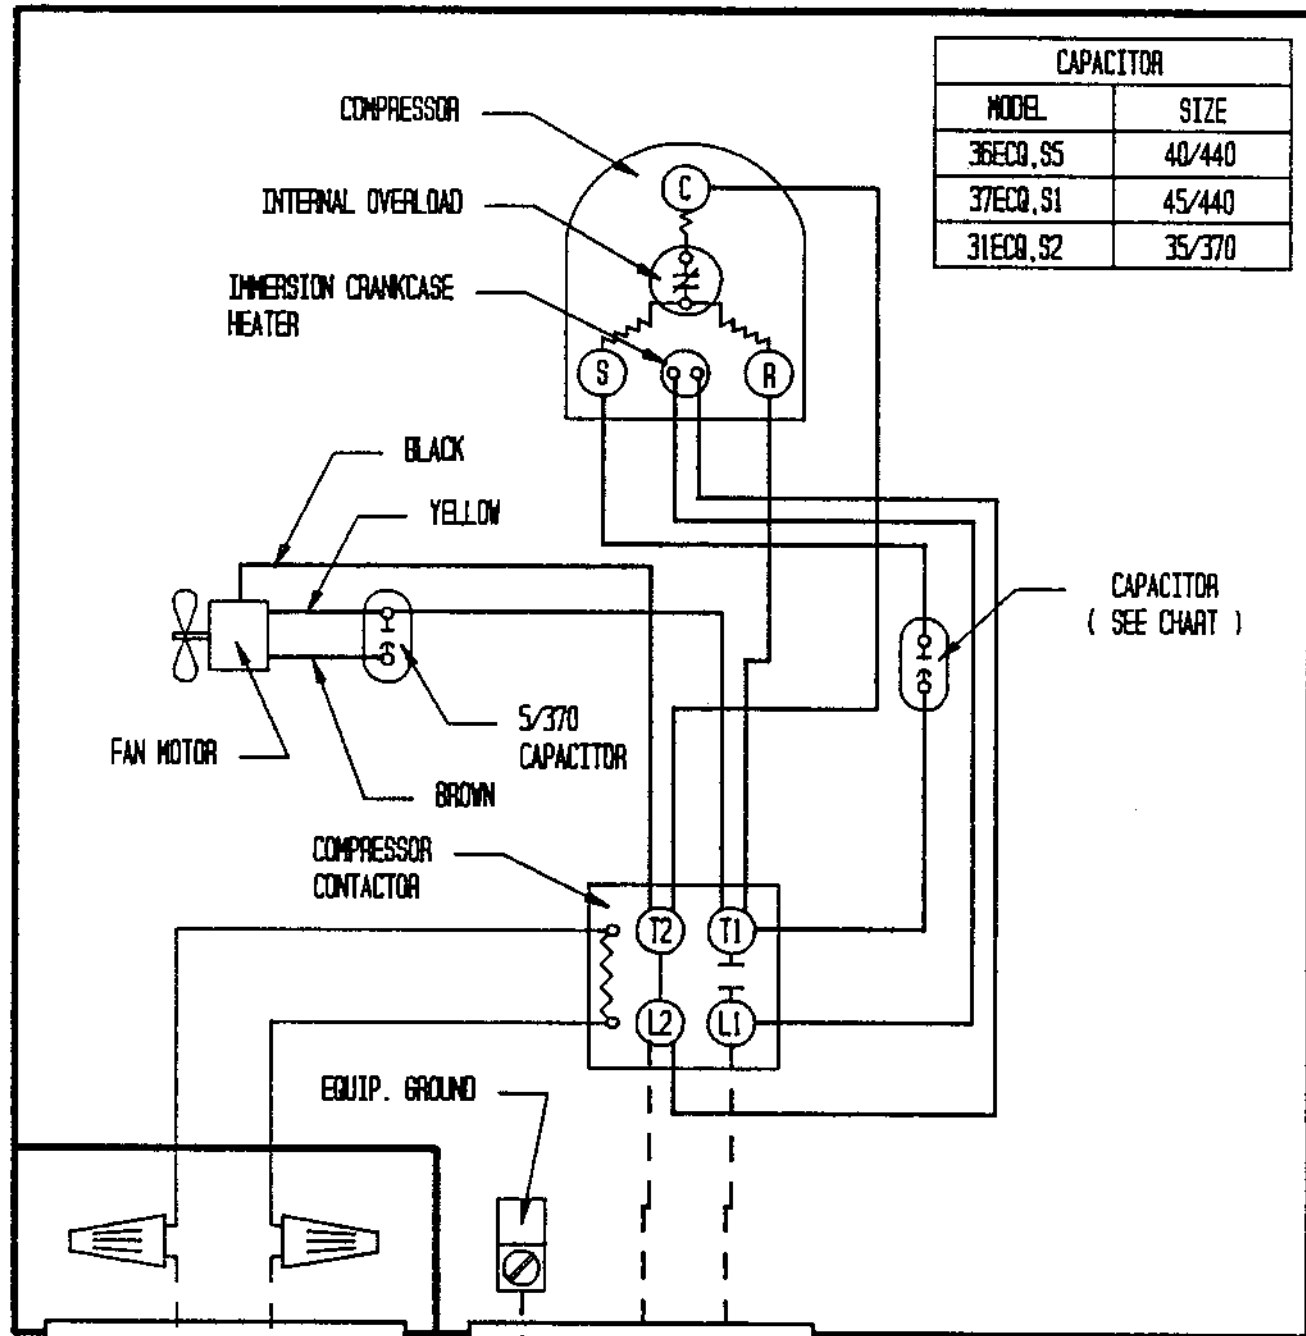 CAPACITOR
MODEL SIZE
36ECQ,S5 40/440
37ECQ,S1 45/440
31ECQ,S2 35/370
COMPRESSOR
C
INTERNAL OVERLOAD
IMMERSION CRANKCASE
HEATER
S
R
BLACK
YELLOW
CAPACITOR
( SEE CHART )
5/370
CAPACITOR
FAN MOTOR
BROWN
COMPRESSOR
CONTACTOR
T2 T1
L2 L1
EQUIP. GROUND